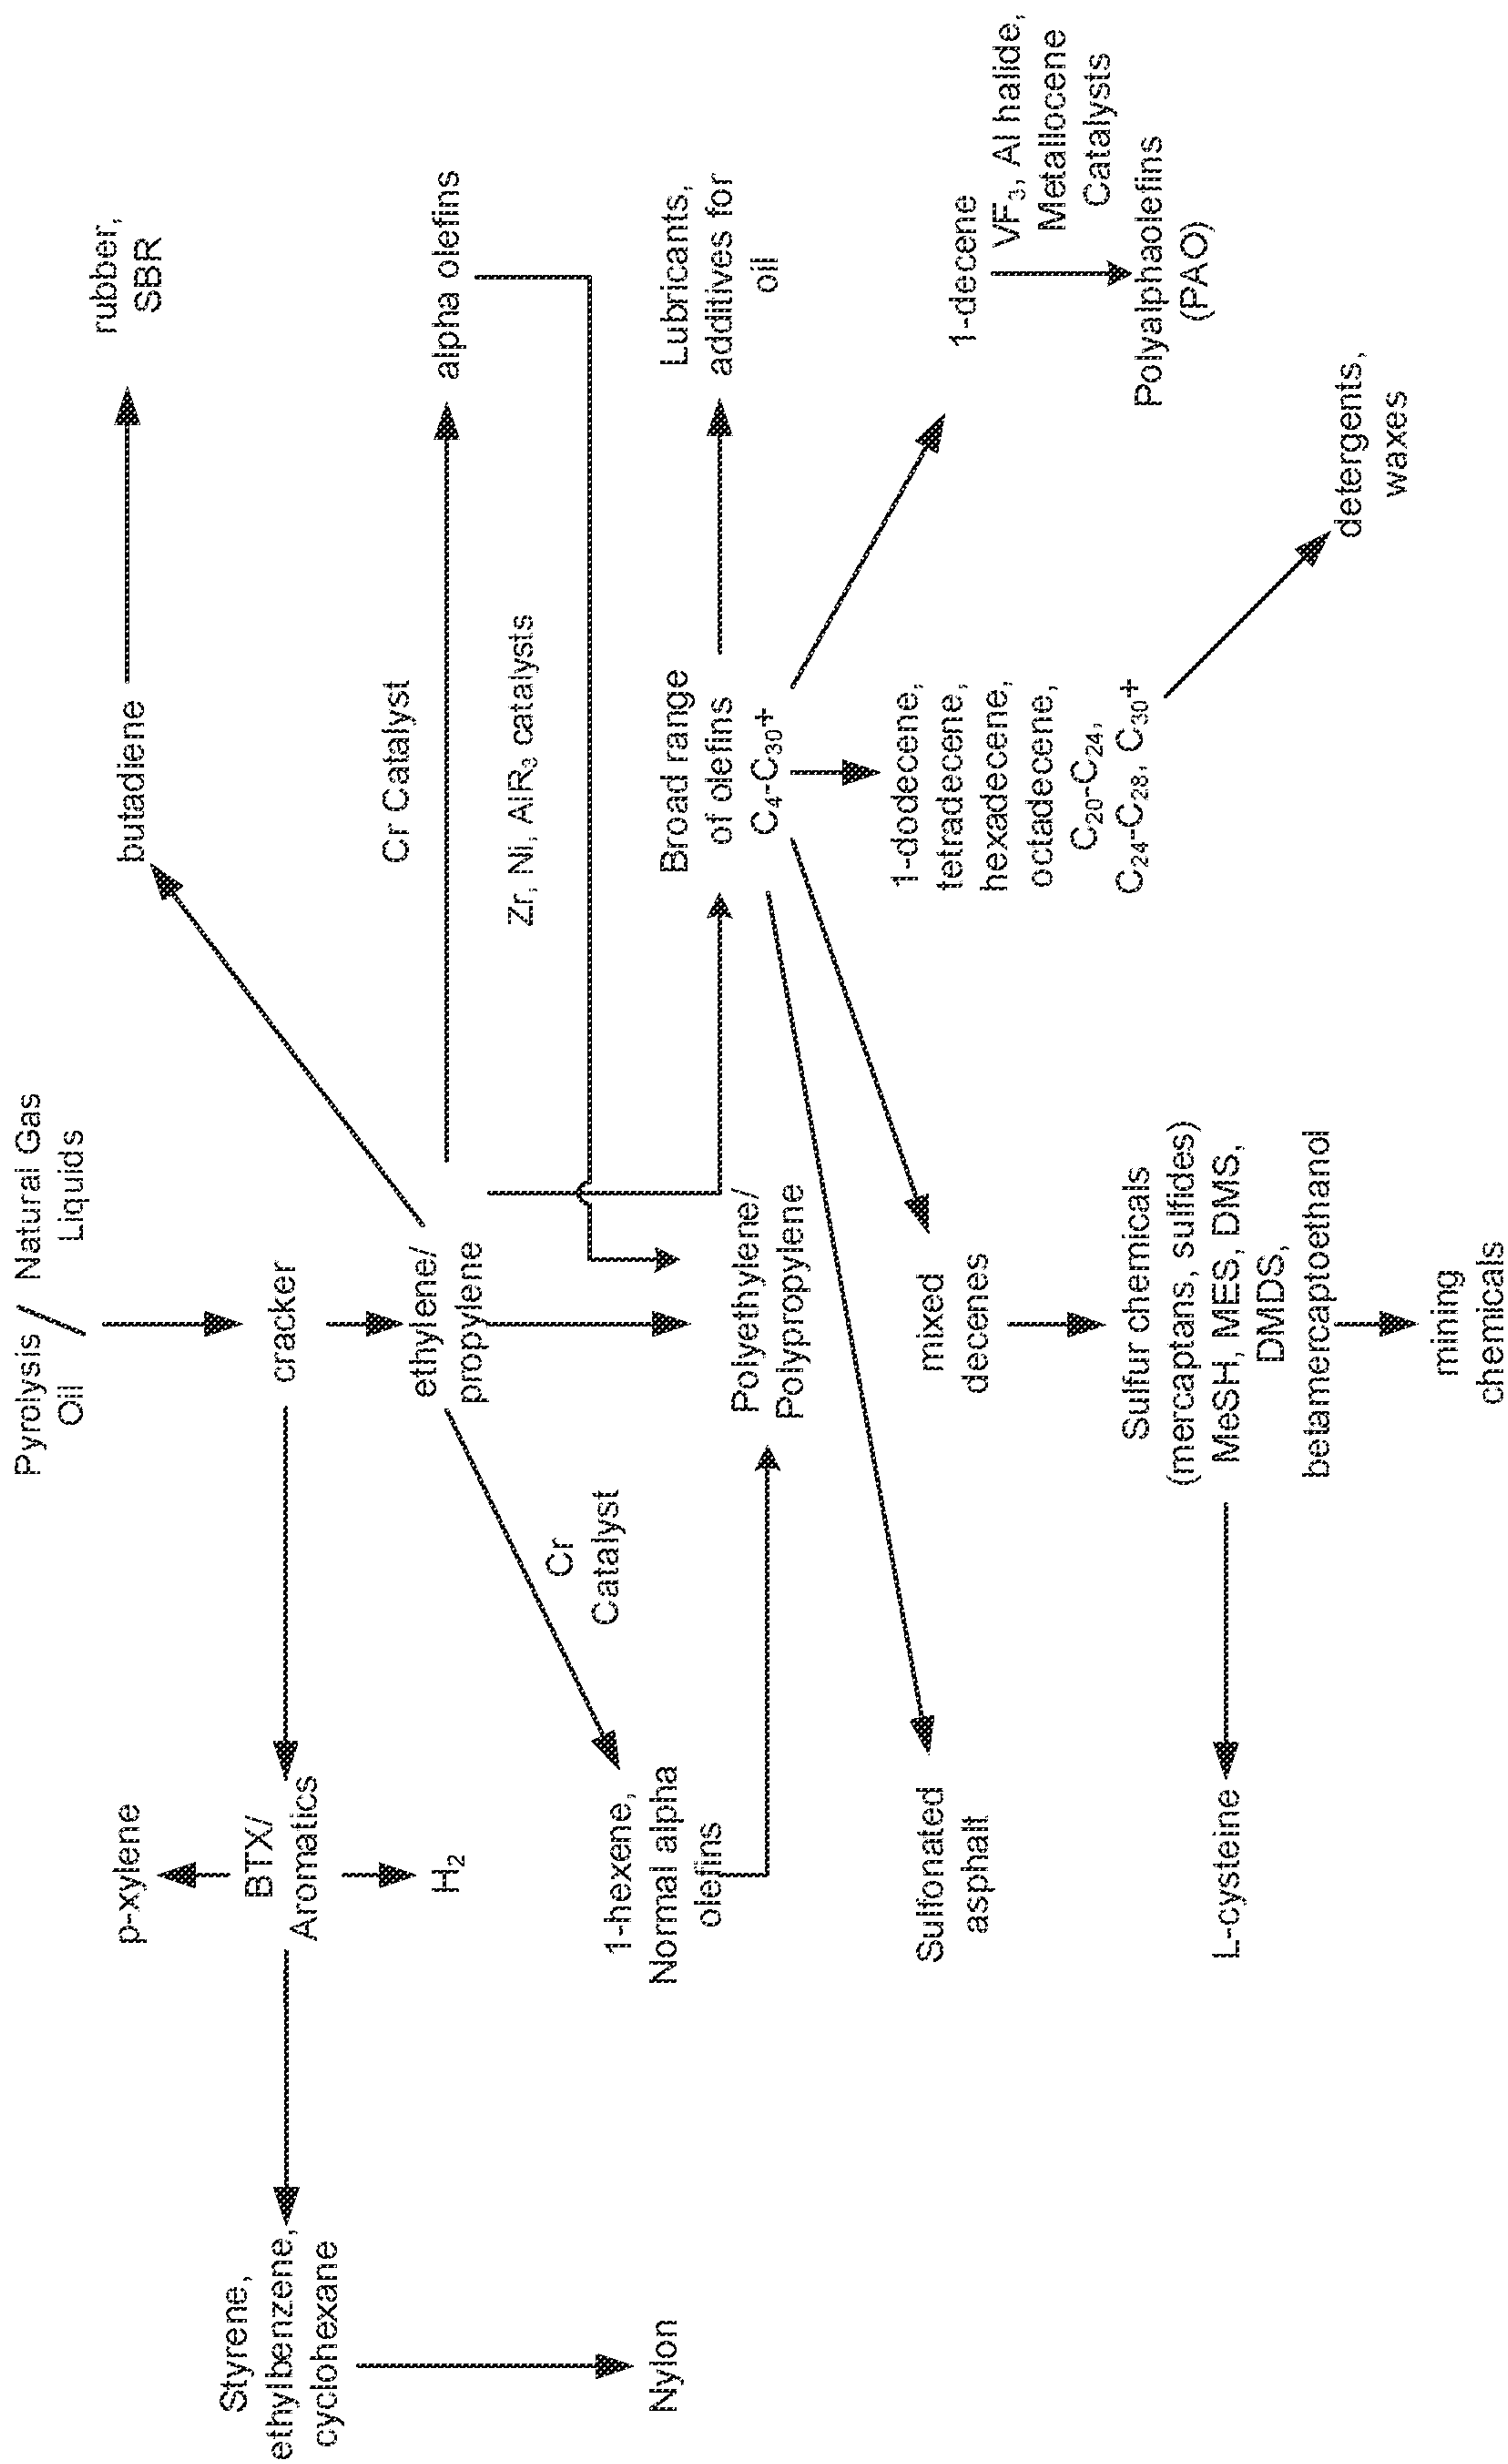 Pyrolysis / Natural Gas
Oil / Liquids
cracker
p-xylene
BTX/
Aromatics
H₂
Styrene,
ethylbenzene,
cyclohexane
Nylon
ethylene/
propylene
butadiene
rubber,
SBR
Cr Catalyst
alpha olefins
Zr, Ni, AlR₃ catalysts
Cr
Catalyst
1-hexene,
Normal alpha
olefins
Polyethylene/
Polypropylene
Broad range
of olefins
C₄-C₃₀+
Lubricants,
additives for
oil
Sulfonated
asphalt
mixed
decenes
1-dodecene,
tetradecene,
hexadecene,
octadecene,
C₂₀-C₂₄,
C₂₄-C₂₈, C₃₀+
1-decene
VF₃, Al halide,
Metallocene
Catalysts
Polyalphaolefins
(PAO)
detergents,
waxes
Sulfur chemicals
(mercaptans, sulfides)
MeSH, MES, DMS,
DMDS,
betamercaptoethanol
L-cysteine
mining
chemicals